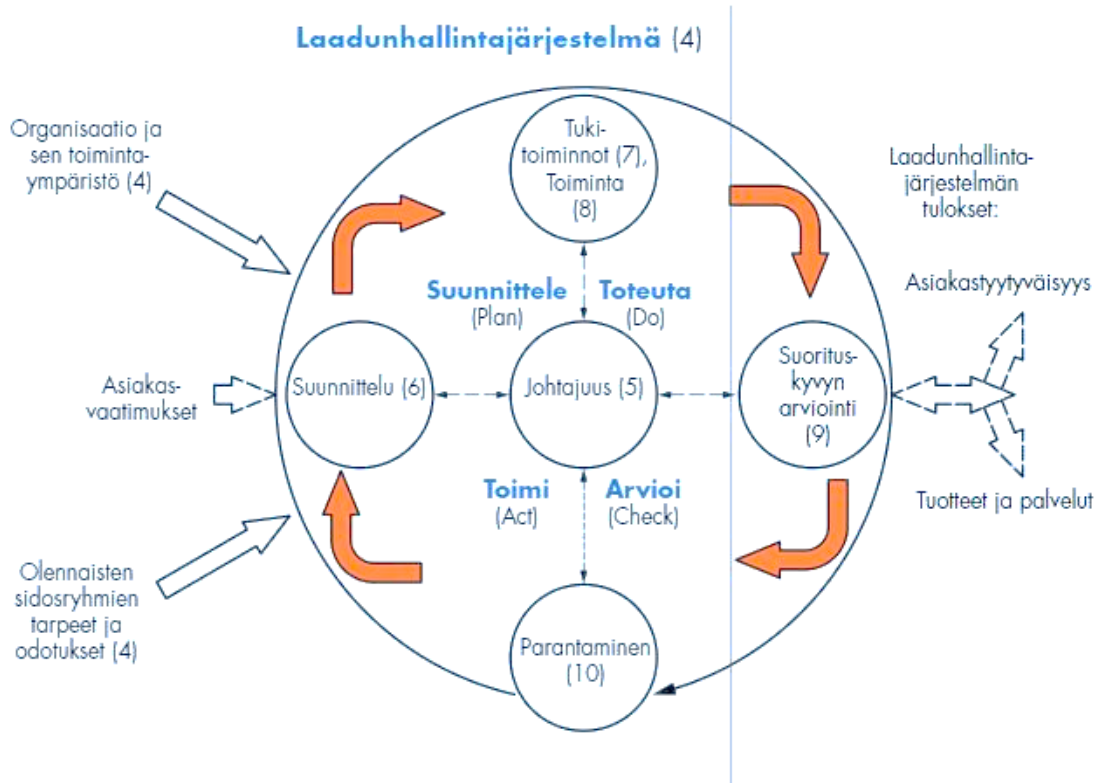 Laadunhallintajärjestelmä (4)
Organisaatio ja
sen toiminta-
ympäristö (4)
Asiakas-
vaatimukset
Olennaisten
sidosryhmien
tarpeet ja
odotukset (4)
Tuki-
toiminnot (7),
Toiminta
(8)
Suunnittele
(Plan)
Toteuta
(Do)
Suunnittelu (6)
Johtajuus (5)
Suoritus-
kyvyn
arviointi
(9)
Toimi
(Act)
Arvioi
(Check)
Parantaminen
(10)
Laadunhallinta-
järjestelmän
tulokset:
Asiakastyytyväisyys
Tuotteet ja palvelut